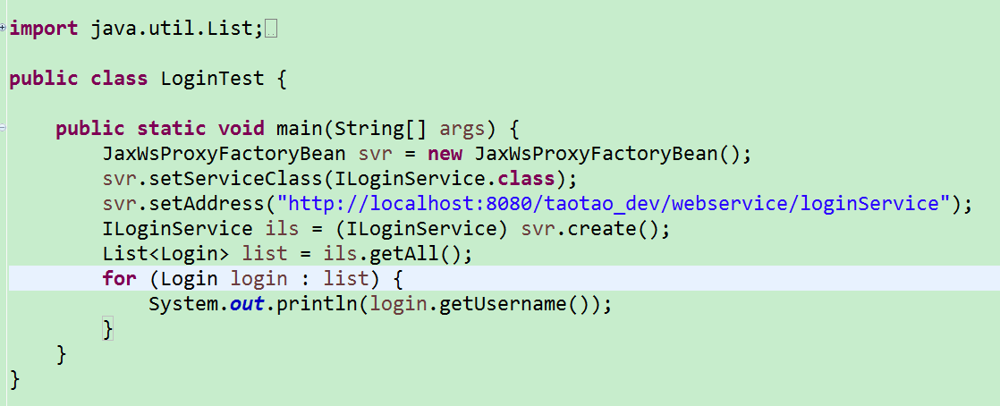 import java.util.List;
public class LoginTest {
public static void main(String[] args) {
JaxWsProxyFactoryBean svr = new JaxWsProxyFactoryBean();
svr.setServiceClass(ILoginService.class);
svr.setAddress("http://localhost:8080/taotao_dev/webservice/loginService");
ILoginService ils = (ILoginService) svr.create();
List<Login> list = ils.getAll();
for (Login login : list) {
System.out.println(login.getUsername());
}
}
}